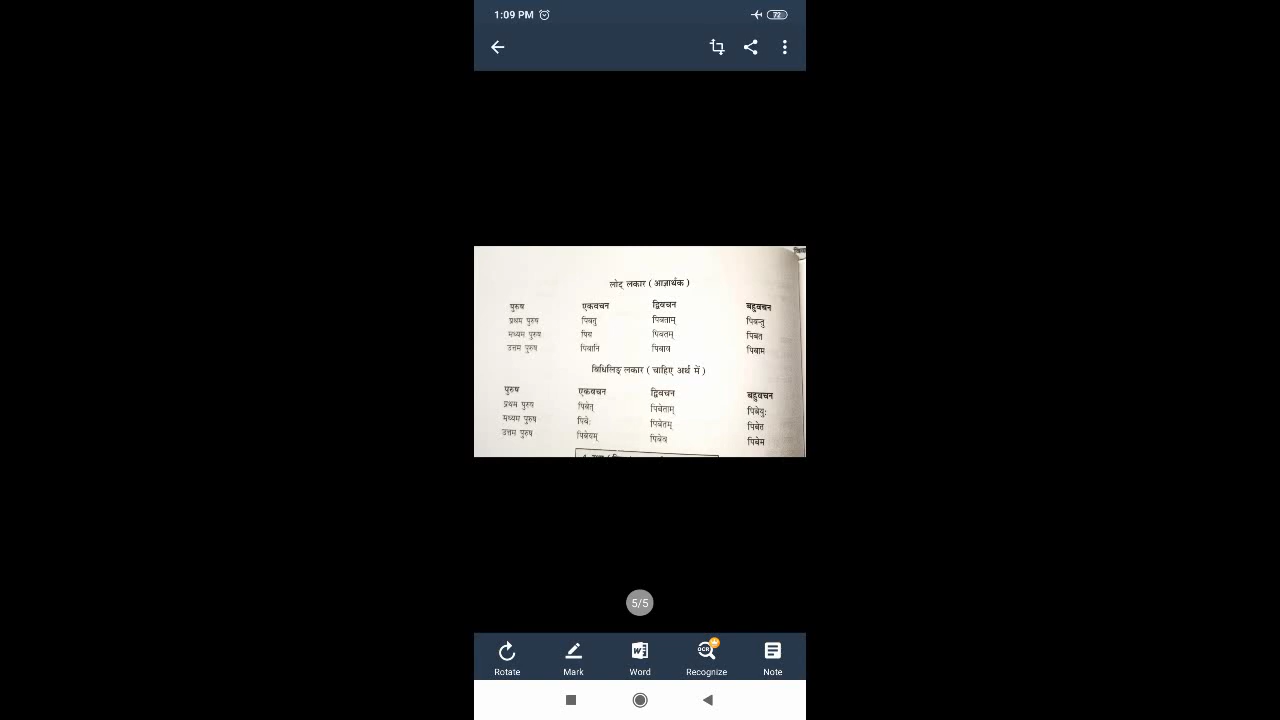 1:09 PM 72
लोट् लकार ( आज्ञार्थक )
पुरुष एकवचन द्विवचन बहुवचन
प्रथम पुरुष पिबतु पिबताम् पिबन्तु
मध्यम पुरुष पिब पिबतम् पिबत
उत्तम पुरुष पिबानि पिबाव पिबाम
विधिलिङ् लकार ( चाहिए अर्थ में )
पुरुष एकवचन द्विवचन बहुवचन
प्रथम पुरुष पिबेत् पिबेताम् पिबेयुः
मध्यम पुरुष पिबेः पिबेतम् पिबेत
उत्तम पुरुष पिबेयम् पिबेव पिबेम
5/5
Rotate Mark Word Recognize Note